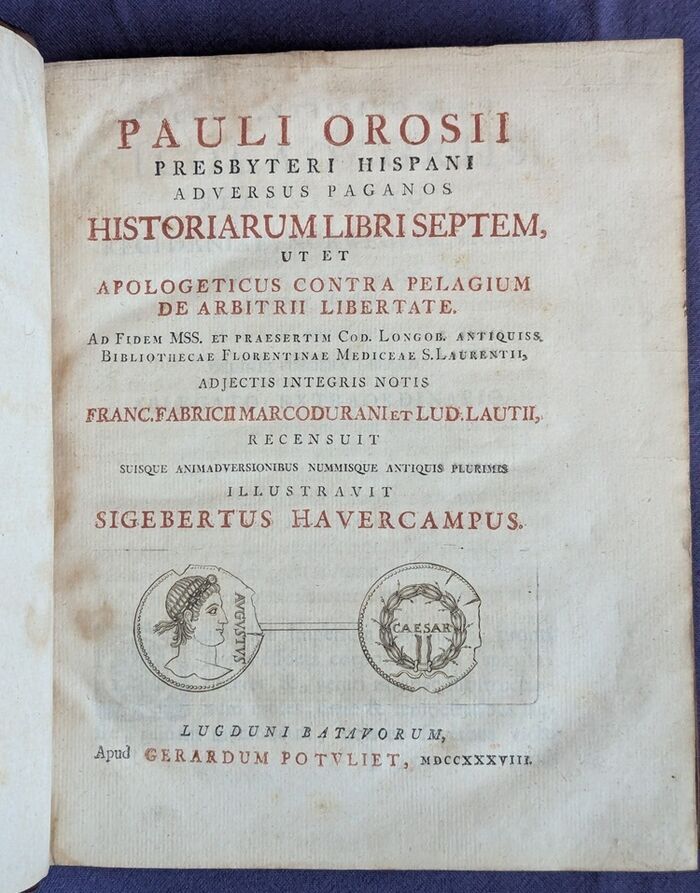 PAULI OROSII
PRESBYTERI HISPANI
ADVERSUS PAGANOS
HISTORIARUM LIBRI SEPTEM,
UT ET
APOLOGETICUS CONTRA PELAGIUM
DE ARBITRII LIBERTATE.
AD FIDEM MSS. ET PRAESERTIM COD. LONGOB. ANTIQUISS.
BIBLIOTHECAE FLORENTINAE MEDICEAE S. LAURENTII,
ADJECTIS INTEGRIS NOTIS
FRANC. FABRICII MARCODURANI ET LUD. LAUTII,
RECENSUIT
SUISQUE ANIMADVERSIONIBUS NUMMISQUE ANTIQUIS PLURIMIS
ILLUSTRAVIT
SIGEBERTUS HAVERCAMPUS.
AVGVSTVS
CAESAR
LUGDUNI BATAVORUM,
Apud GERARDUM POTVLIET, MDCCXXXVIII.